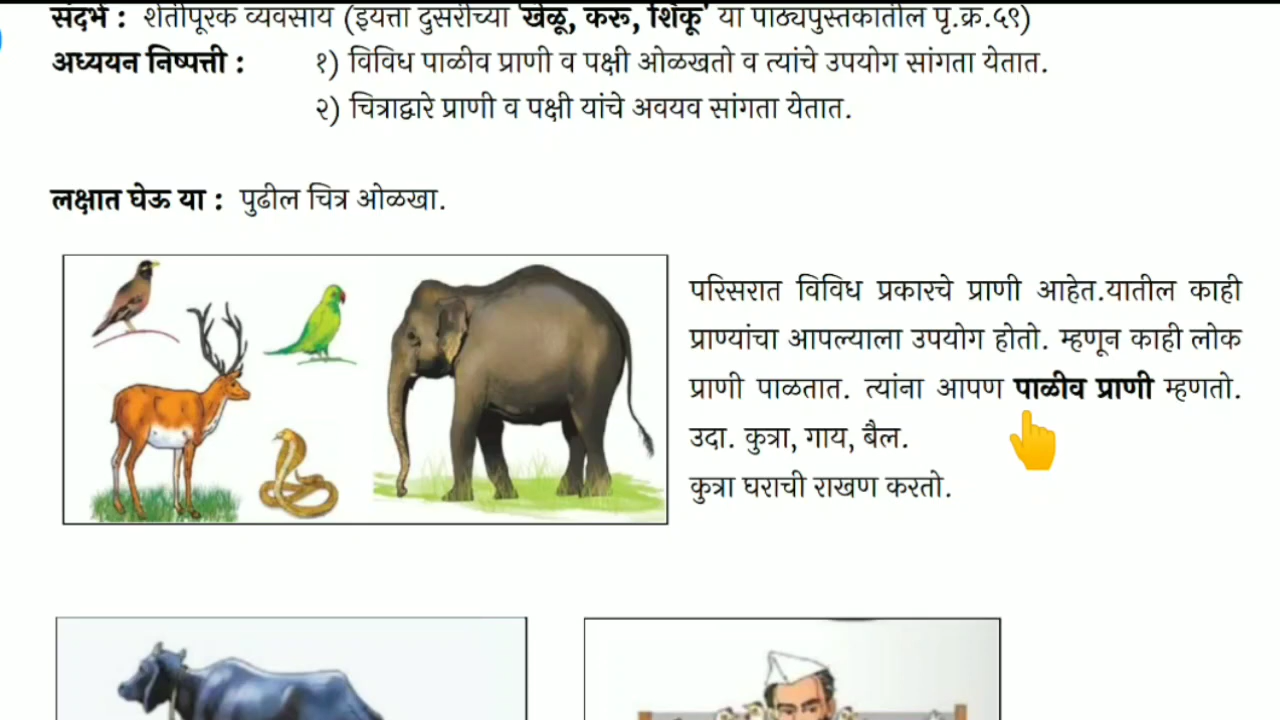 संदर्भ : शेतीपूरक व्यवसाय (इयत्ता दुसरीच्या 'खेळू, करू, शिकू' या पाठ्यपुस्तकातील पृ.क्र.५९)
अध्ययन निष्पत्ती : १) विविध पाळीव प्राणी व पक्षी ओळखतो व त्यांचे उपयोग सांगता येतात.
२) चित्राद्वारे प्राणी व पक्षी यांचे अवयव सांगता येतात.
लक्षात घेऊ या : पुढील चित्र ओळखा.
परिसरात विविध प्रकारचे प्राणी आहेत.यातील काही
प्राण्यांचा आपल्याला उपयोग होतो. म्हणून काही लोक
प्राणी पाळतात. त्यांना आपण पाळीव प्राणी म्हणतो.
उदा. कुत्रा, गाय, बैल.
कुत्रा घराची राखण करतो.